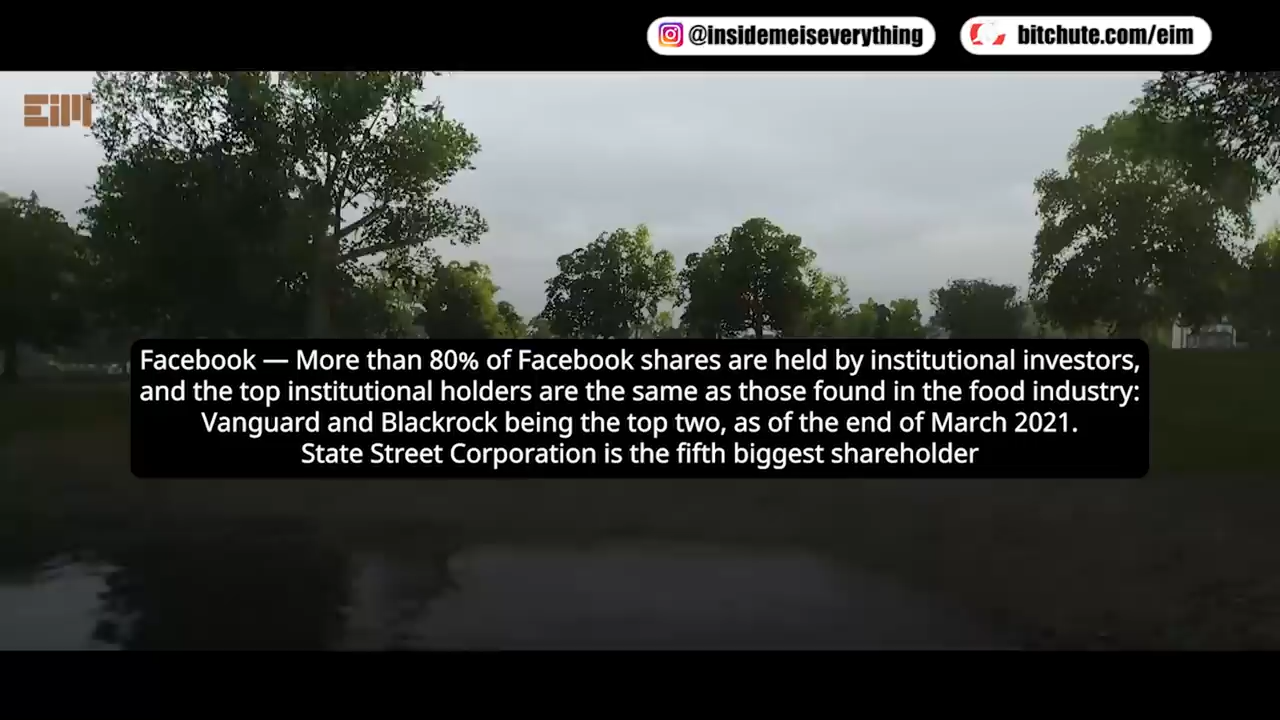 @insidemeiseverything
bitchute.com/eim
EiM
Facebook — More than 80% of Facebook shares are held by institutional investors,
and the top institutional holders are the same as those found in the food industry:
Vanguard and Blackrock being the top two, as of the end of March 2021.
State Street Corporation is the fifth biggest shareholder